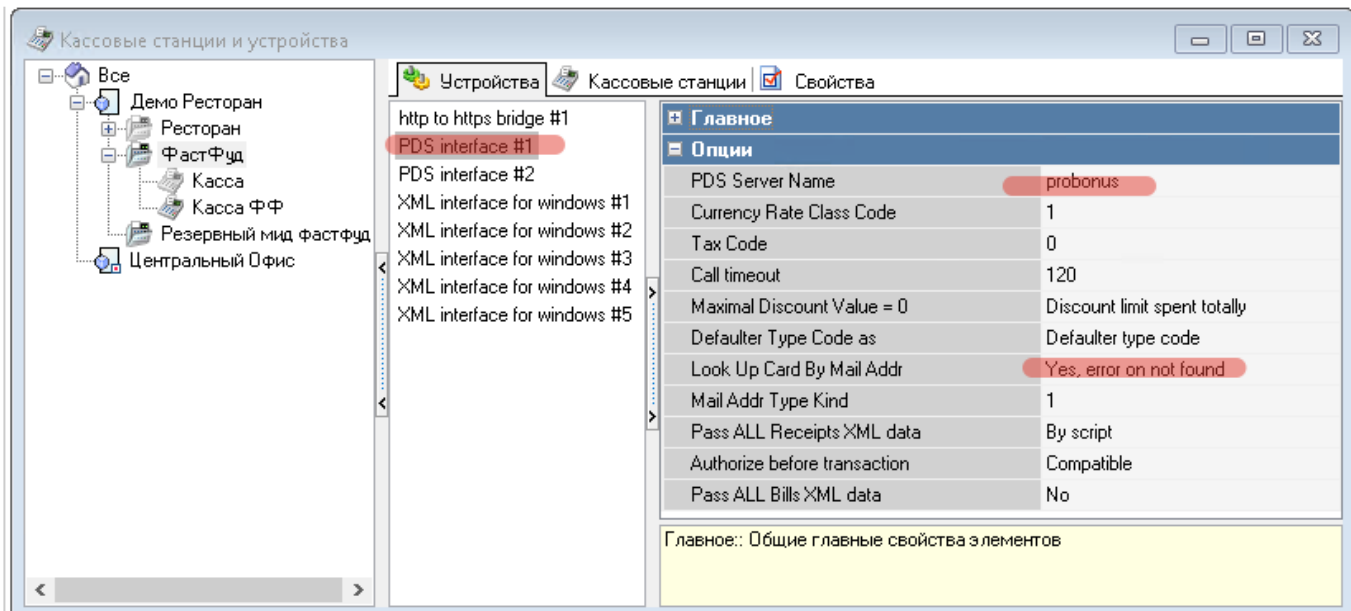 Кассовые станции и устройства
Все
Демо Ресторан
Ресторан
ФастФуд
Касса
Касса ФФ
Резервный мид фастфуд
Центральный Офис
Устройства Кассовые станции Свойства
http to https bridge #1
PDS interface #1
PDS interface #2
XML interface for windows #1
XML interface for windows #2
XML interface for windows #3
XML interface for windows #4
XML interface for windows #5
Главное
Опции
PDS Server Name probonus
Currency Rate Class Code 1
Tax Code 0
Call timeout 120
Maximal Discount Value = 0 Discount limit spent totally
Defaulter Type Code as Defaulter type code
Look Up Card By Mail Addr Yes, error on not found
Mail Addr Type Kind 1
Pass ALL Receipts XML data By script
Authorize before transaction Compatible
Pass ALL Bills XML data No
Главное:: Общие главные свойства элементов